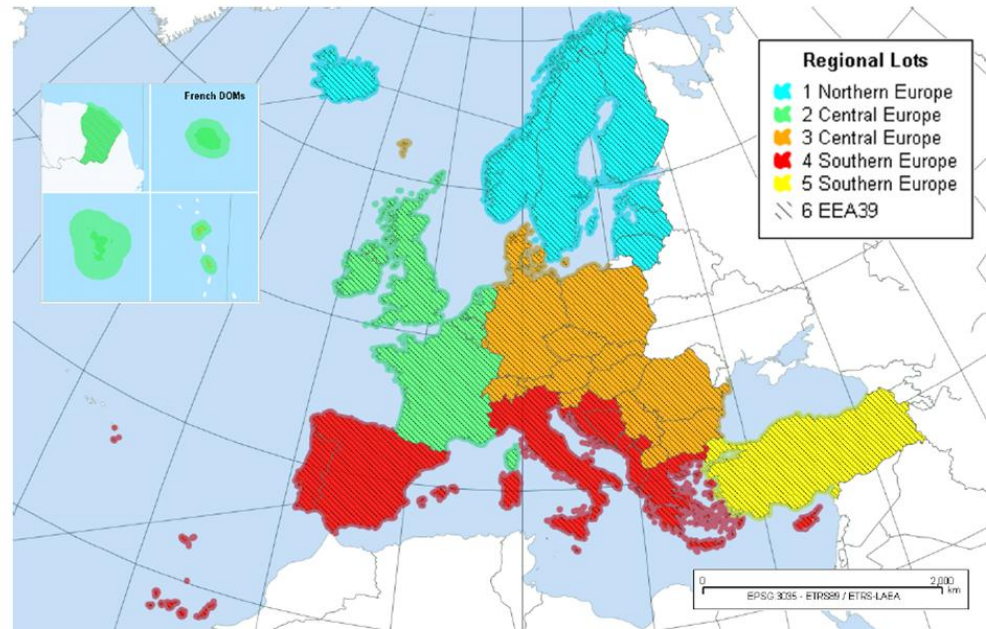 French DOMs
Regional Lots
1 Northern Europe
2 Central Europe
3 Central Europe
4 Southern Europe
5 Southern Europe
6 EEA39
0 2,000
km
EPSG 3035 - ETRS89 / ETRS-LAEA